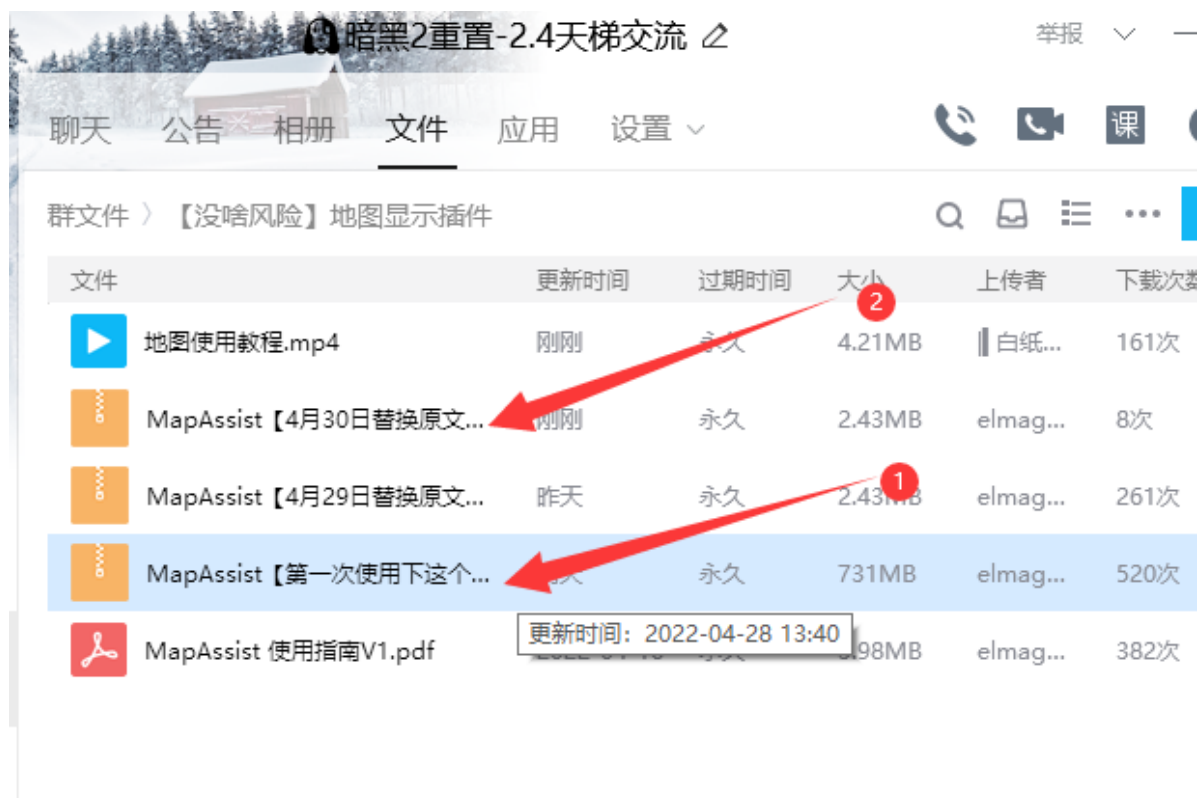 暗黑2重置-2.4天梯交流
举报
聊天 公告 相册 文件 应用 设置
课
群文件 〉【没啥风险】地图显示插件
文件 更新时间 过期时间 大小 上传者 下载次数
2
地图使用教程.mp4 刚刚 永久 4.21MB 白纸... 161次
MapAssist【4月30日替换原文... 刚刚 永久 2.43MB elmag... 8次
1
MapAssist【4月29日替换原文... 昨天 永久 2.43MB elmag... 261次
MapAssist【第一次使用下这个... 永久 731MB elmag... 520次
更新时间：2022-04-28 13:40
MapAssist 使用指南V1.pdf .98MB elmag... 382次